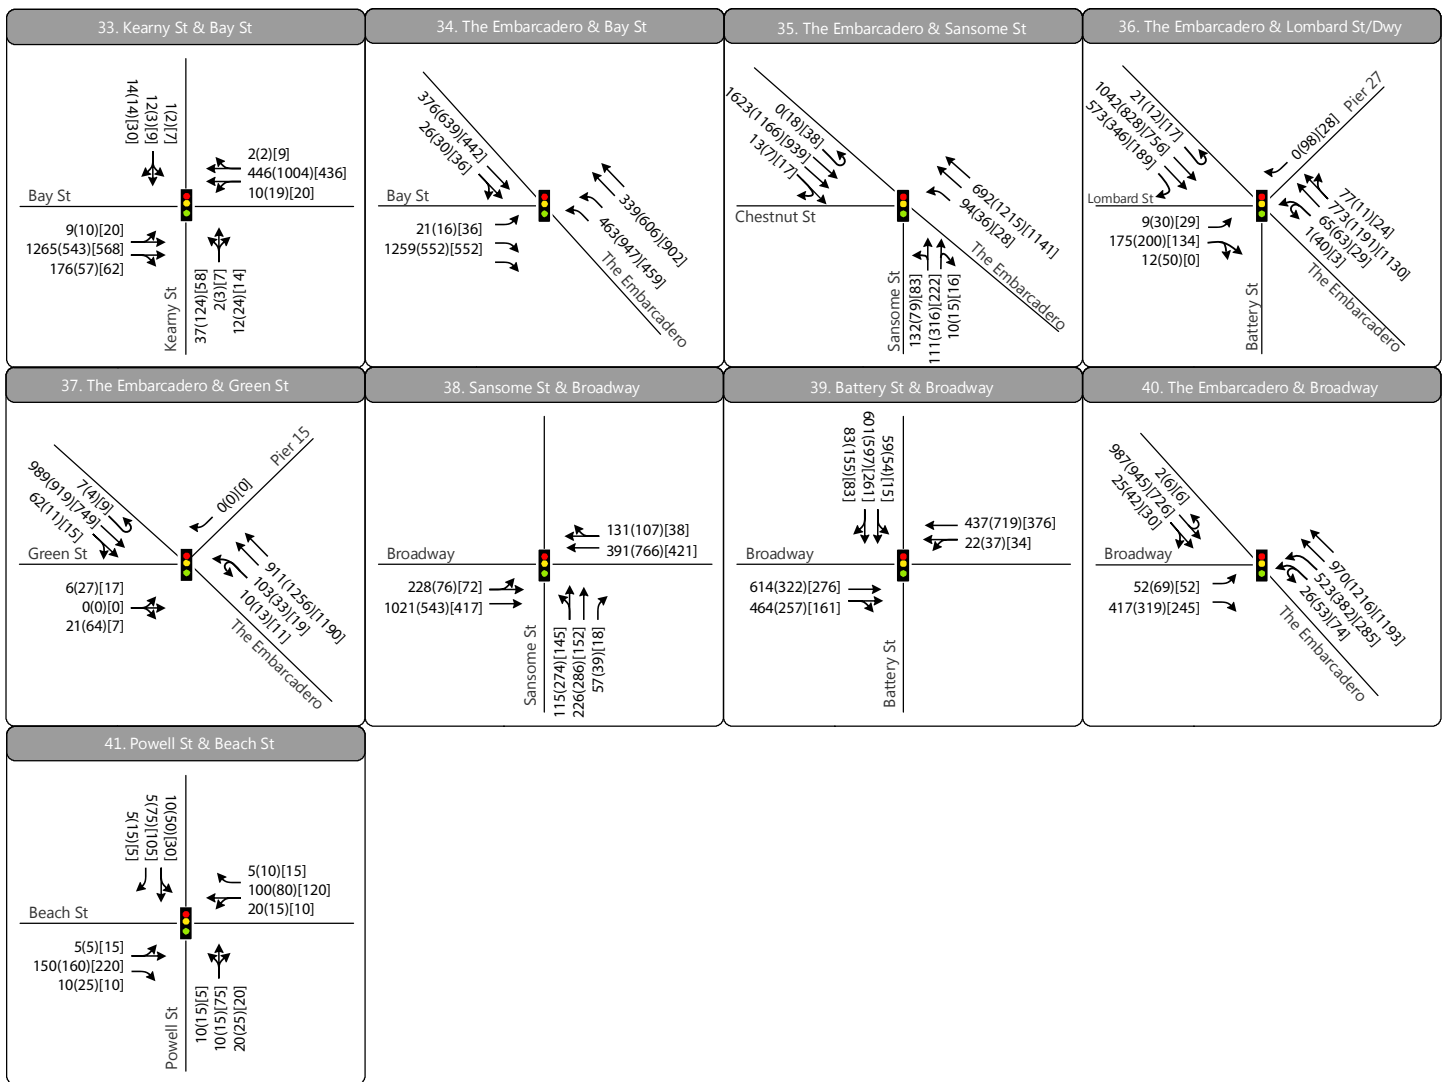 33. Kearny St & Bay St
14(14)[30]
12(3)[9]
1(2)[7]
2(2)[9]
446(1004)[436]
10(19)[20]
Bay St
9(10)[20]
1265(543)[568]
176(57)[62]
Kearny St
37(124)[58]
2(3)[7]
12(24)[14]
34. The Embarcadero & Bay St
376(639)[442]
26(30)[36]
Bay St
21(16)[36]
1259(552)[552]
339(606)[902]
463(947)[459]
The Embarcadero
35. The Embarcadero & Sansome St
0(18)[38]
1623(1166)[939]
13(7)[17]
Chestnut St
692(1215)[1141]
94(36)[28]
The Embarcadero
Sansome St
132(79)[83]
111(316)[222]
10(15)[16]
36. The Embarcadero & Lombard St/Dwy
21(12)[17]
1042(828)[756]
573(346)[189]
Pier 27
0(98)[28]
Lombard St
9(30)[29]
175(200)[134]
12(50)[0]
77(11)[24]
773(1191)[1130]
65(63)[29]
1(40)[3]
The Embarcadero
Battery St
37. The Embarcadero & Green St
7(4)[9]
989(919)[749]
62(11)[15]
Pier 15
0(0)[0]
Green St
6(27)[17]
0(0)[0]
21(64)[7]
911(1256)[1190]
103(33)[19]
10(13)[11]
The Embarcadero
38. Sansome St & Broadway
131(107)[38]
391(766)[421]
Broadway
228(76)[72]
1021(543)[417]
Sansome St
115(274)[145]
226(286)[152]
57(39)[18]
39. Battery St & Broadway
83(155)[83]
601(597)[261]
59(54)[15]
437(719)[376]
22(37)[34]
Broadway
614(322)[276]
464(257)[161]
Battery St
40. The Embarcadero & Broadway
2(6)[6]
987(945)[726]
25(42)[30]
Broadway
52(69)[52]
417(319)[245]
970(1216)[1193]
523(382)[285]
26(53)[74]
The Embarcadero
41. Powell St & Beach St
5(15)[5]
5(75)[105]
10(50)[30]
5(10)[15]
100(80)[120]
20(15)[10]
Beach St
5(5)[15]
150(160)[220]
10(25)[10]
Powell St
10(15)[5]
10(15)[75]
20(25)[20]